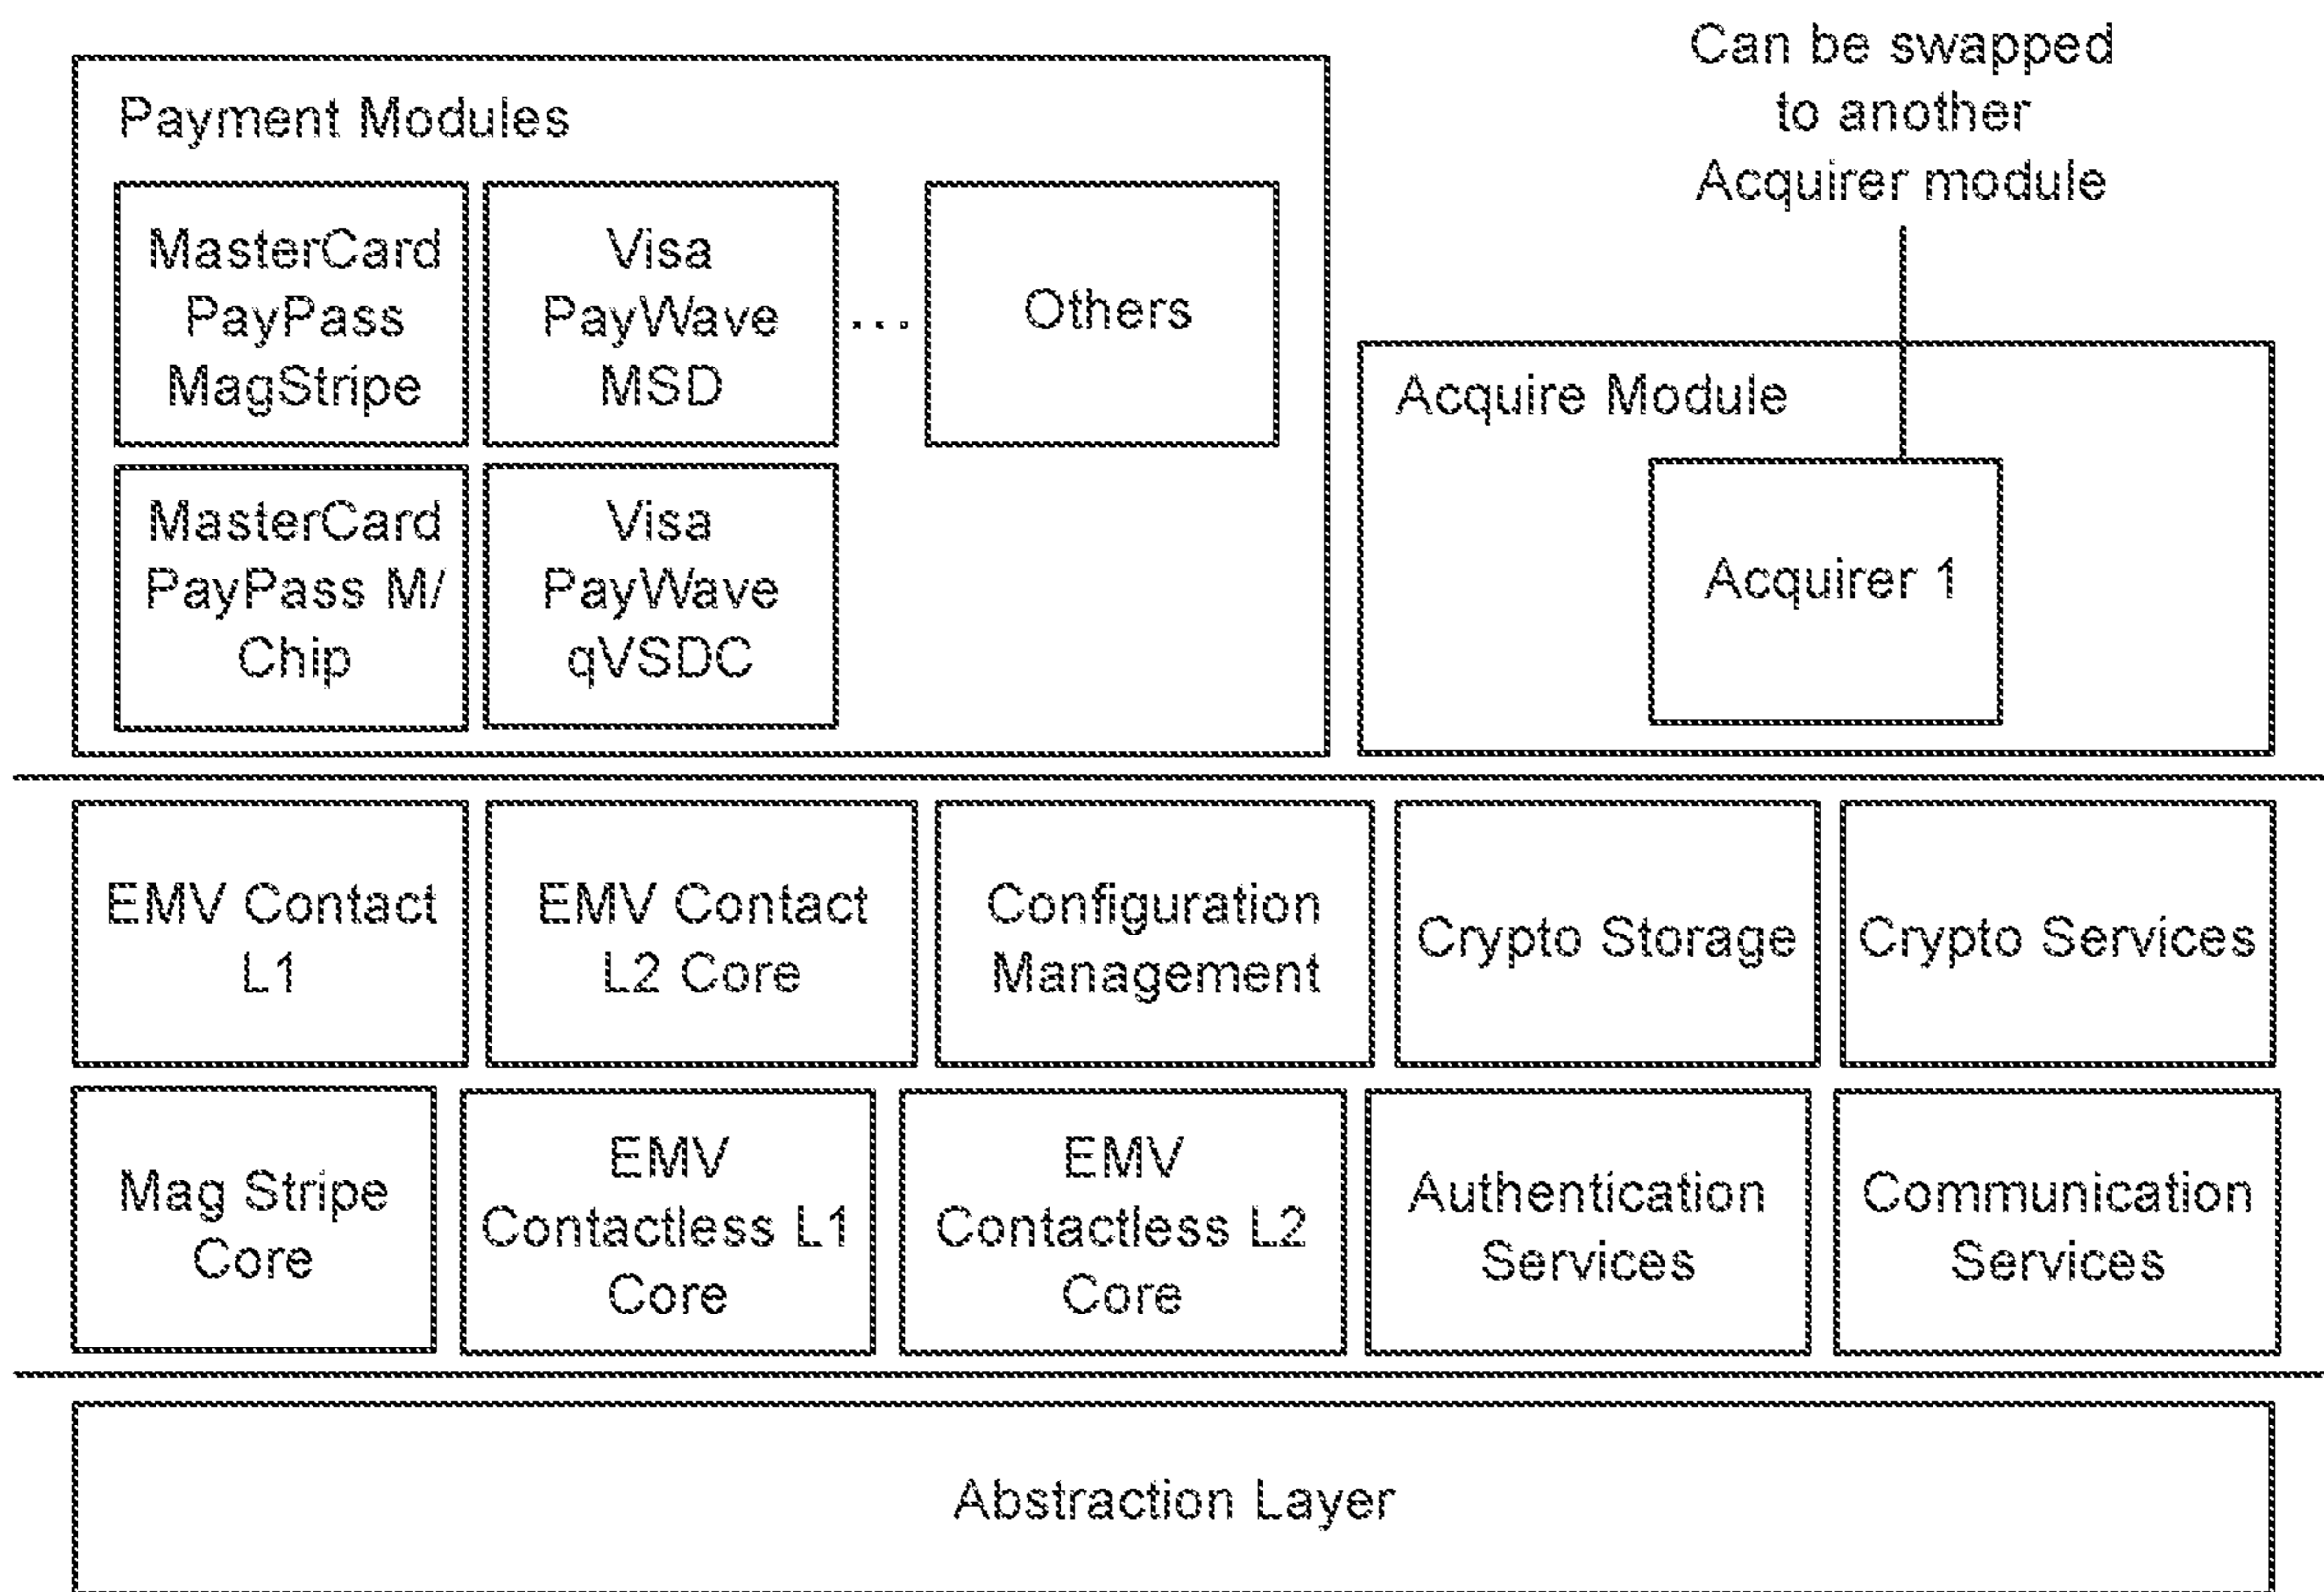 Can be swapped
to another
Acquirer module
Payment Modules
MasterCard
PayPass
MagStripe
Visa
PayWave
MSD
...
Others
MasterCard
PayPass M/
Chip
Visa
PayWave
qVSDC
Acquire Module
Acquirer 1
EMV Contact
L1
EMV Contact
L2 Core
Configuration
Management
Crypto Storage
Crypto Services
Mag Stripe
Core
EMV
Contactless L1
Core
EMV
Contactless L2
Core
Authentication
Services
Communication
Services
Abstraction Layer